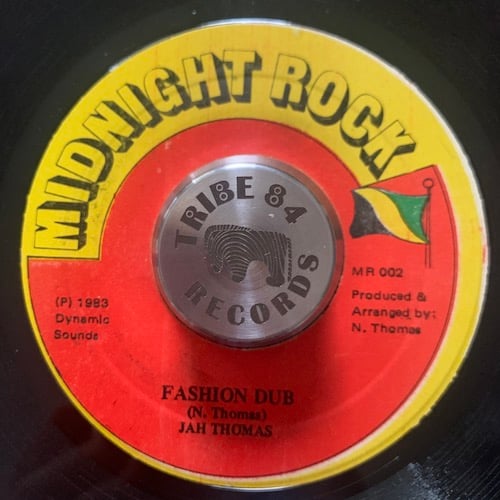 MIDNIGHT ROCK
TRIBE 84
RECORDS
MR 002
(P) 1983
Dynamic
Sounds
Produced &
Arranged by:
N. Thomas
FASHION DUB
(N. Thomas)
JAH THOMAS